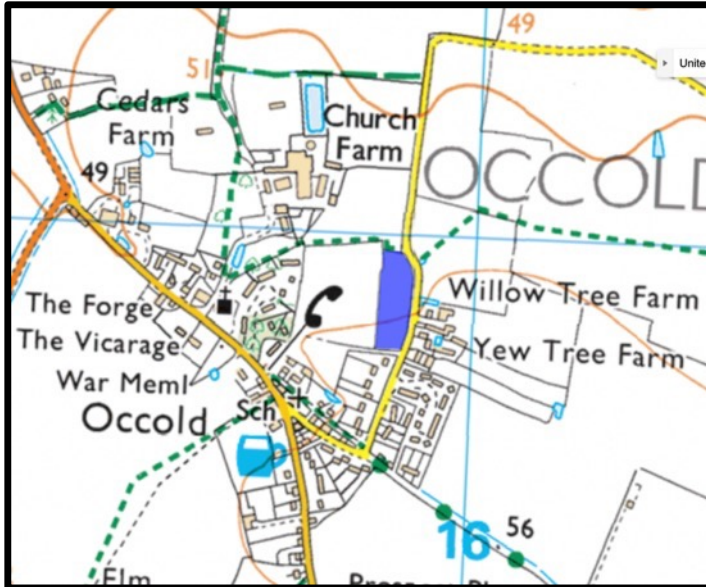 49
51
Unite
Cedars
Farm
Church
Farm
49
OCCOLD
The Forge
Willow Tree Farm
The Vicarage
Yew Tree Farm
War Meml
Occold
Sch
16
56
Elm